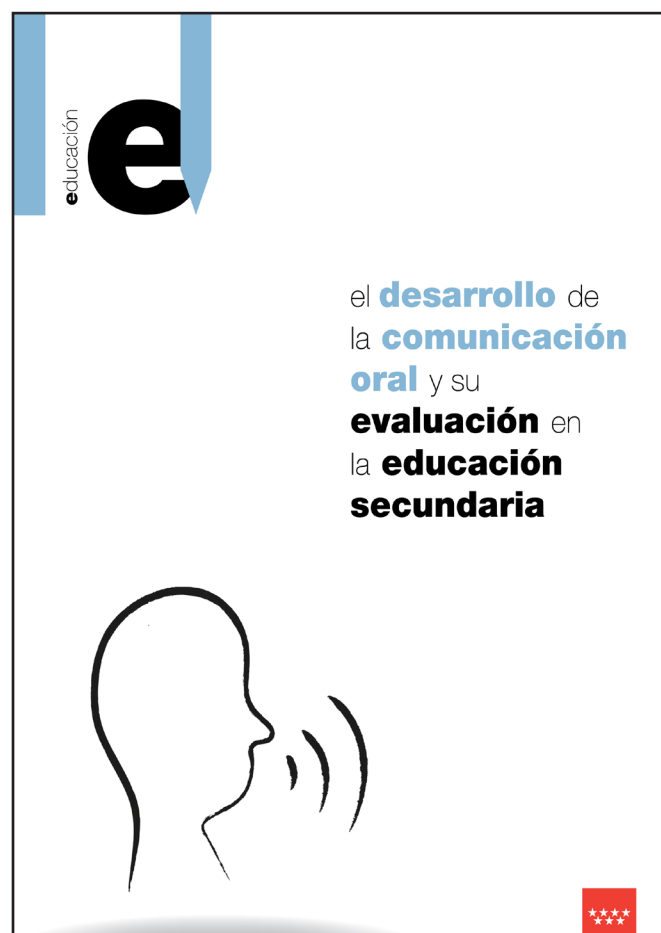 educación
e
el desarrollo de
la comunicación
oral y su
evaluación en
la educación
secundaria